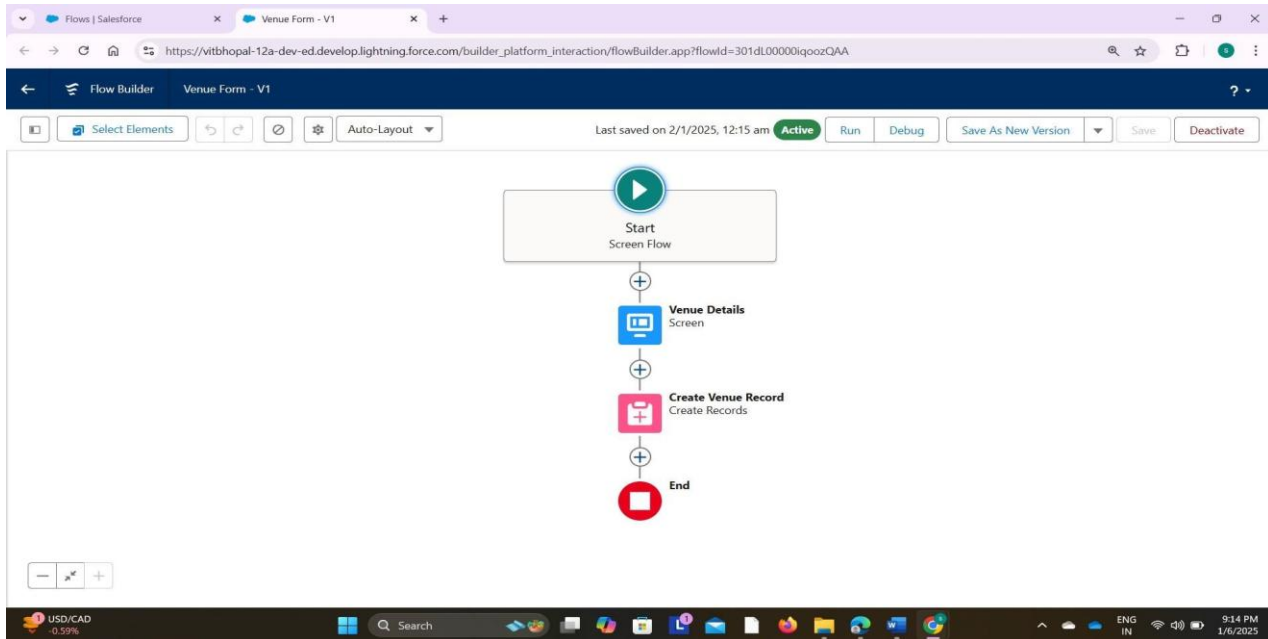 Flows | Salesforce
Venue Form - V1
https://vitbhopal-12a-dev-ed.develop.lightning.force.com/builder_platform_interaction/flowBuilder.app?flowId=301dL00000iqoozQAA
S
Flow Builder
Venue Form - V1
?
Select Elements
Auto-Layout
Last saved on 2/1/2025, 12:15 am
Active
Run
Debug
Save As New Version
Save
Deactivate
Start
Screen Flow
Venue Details
Screen
Create Venue Record
Create Records
End
1
USD/CAD
-0.59%
Search
ENG
IN
9:14 PM
1/6/2025